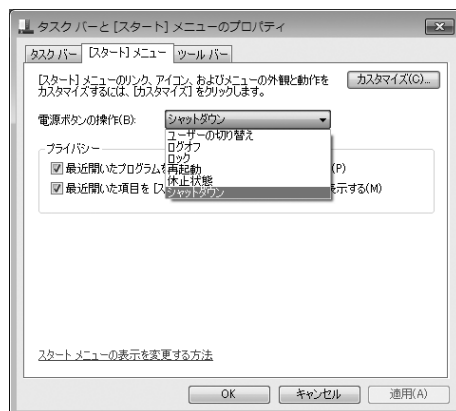 タスク バーと [スタート] メニューのプロパティ
タスク バー [スタート] メニュー ツール バー
[スタート] メニューのリンク、アイコン、およびメニューの外観と動作を
カスタマイズするには、[カスタマイズ] をクリックします。
カスタマイズ(C)...
電源ボタンの操作(B): シャットダウン
ユーザーの切り替え
ログオフ
ロック
再起動
休止状態
シャットダウン
プライバシー
最近開いたプログラムを (P)
最近開いた項目を [ス 表示する(M)
スタート メニューの表示を変更する方法
OK キャンセル 適用(A)